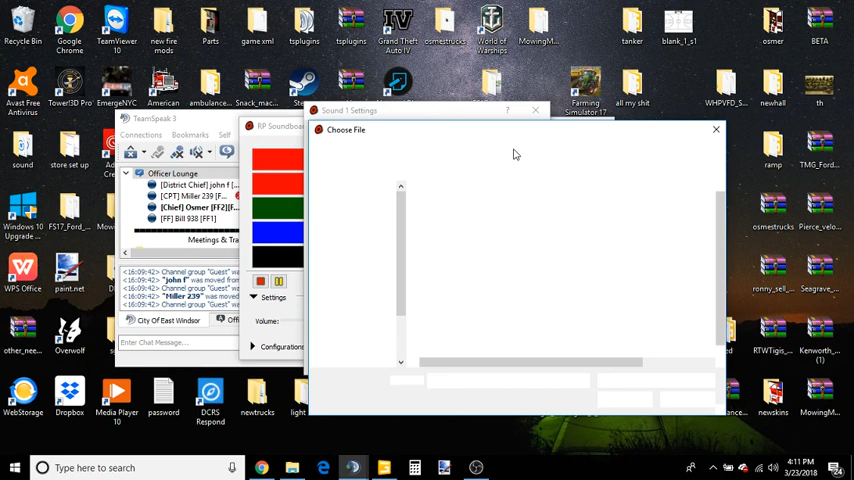 Recycle Bin
Google Chrome
TeamViewer 10
new fire mods
Parts
game xml
tsplugins
tsplugins
Grand Theft Auto IV
osmestrucks
World of Warships
MowingM...
tanker
blank_1_s1
osmer
BETA
Avast Free Antivirus
Tower!3D Pro
EmergeNYC
American
ambulance...
Snack_mac...
Steam
Farming Simulation 17
all my shit
WHPVFD_S...
newhall
th
sound
store set up
ramp
TMG_Ford...
Windows 10 Upgrade ...
FS17_Ford_...
osmestrucks
Pierce_velo...
WPS Office
paint.net
ronny_sell_...
Seagrave_...
other_nee...
Overwolf
RTWTigis_...
Kenworth_...
WebStorage
Dropbox
Media Player 10
password
DCRS Respond
newtrucks
light
newskins
MowingM...
TeamSpeak 3
Connections
Bookmarks
Self
Officer Lounge
[District Chief] john f [...
[CPT] Miller 239 [F...
[Chief] Osmer [FF2][F...
[FF] Bill 938 [FF1]
Meetings & Tra
<16:09:42> Channel group "Guest" wa
<16:09:42> "john f" was moved from
<16:09:42> Channel group "Guest" wa
<16:09:42> "Miller 239" was moved
<16:09:42> Channel group "Guest" wa
City Of East Windsor
Offi
Enter Chat Message...
RP Soundboar
Settings
Volume:
Configurations
Sound 1 Settings
?
Choose File
Type here to search
4:11 PM
3/23/2018
24